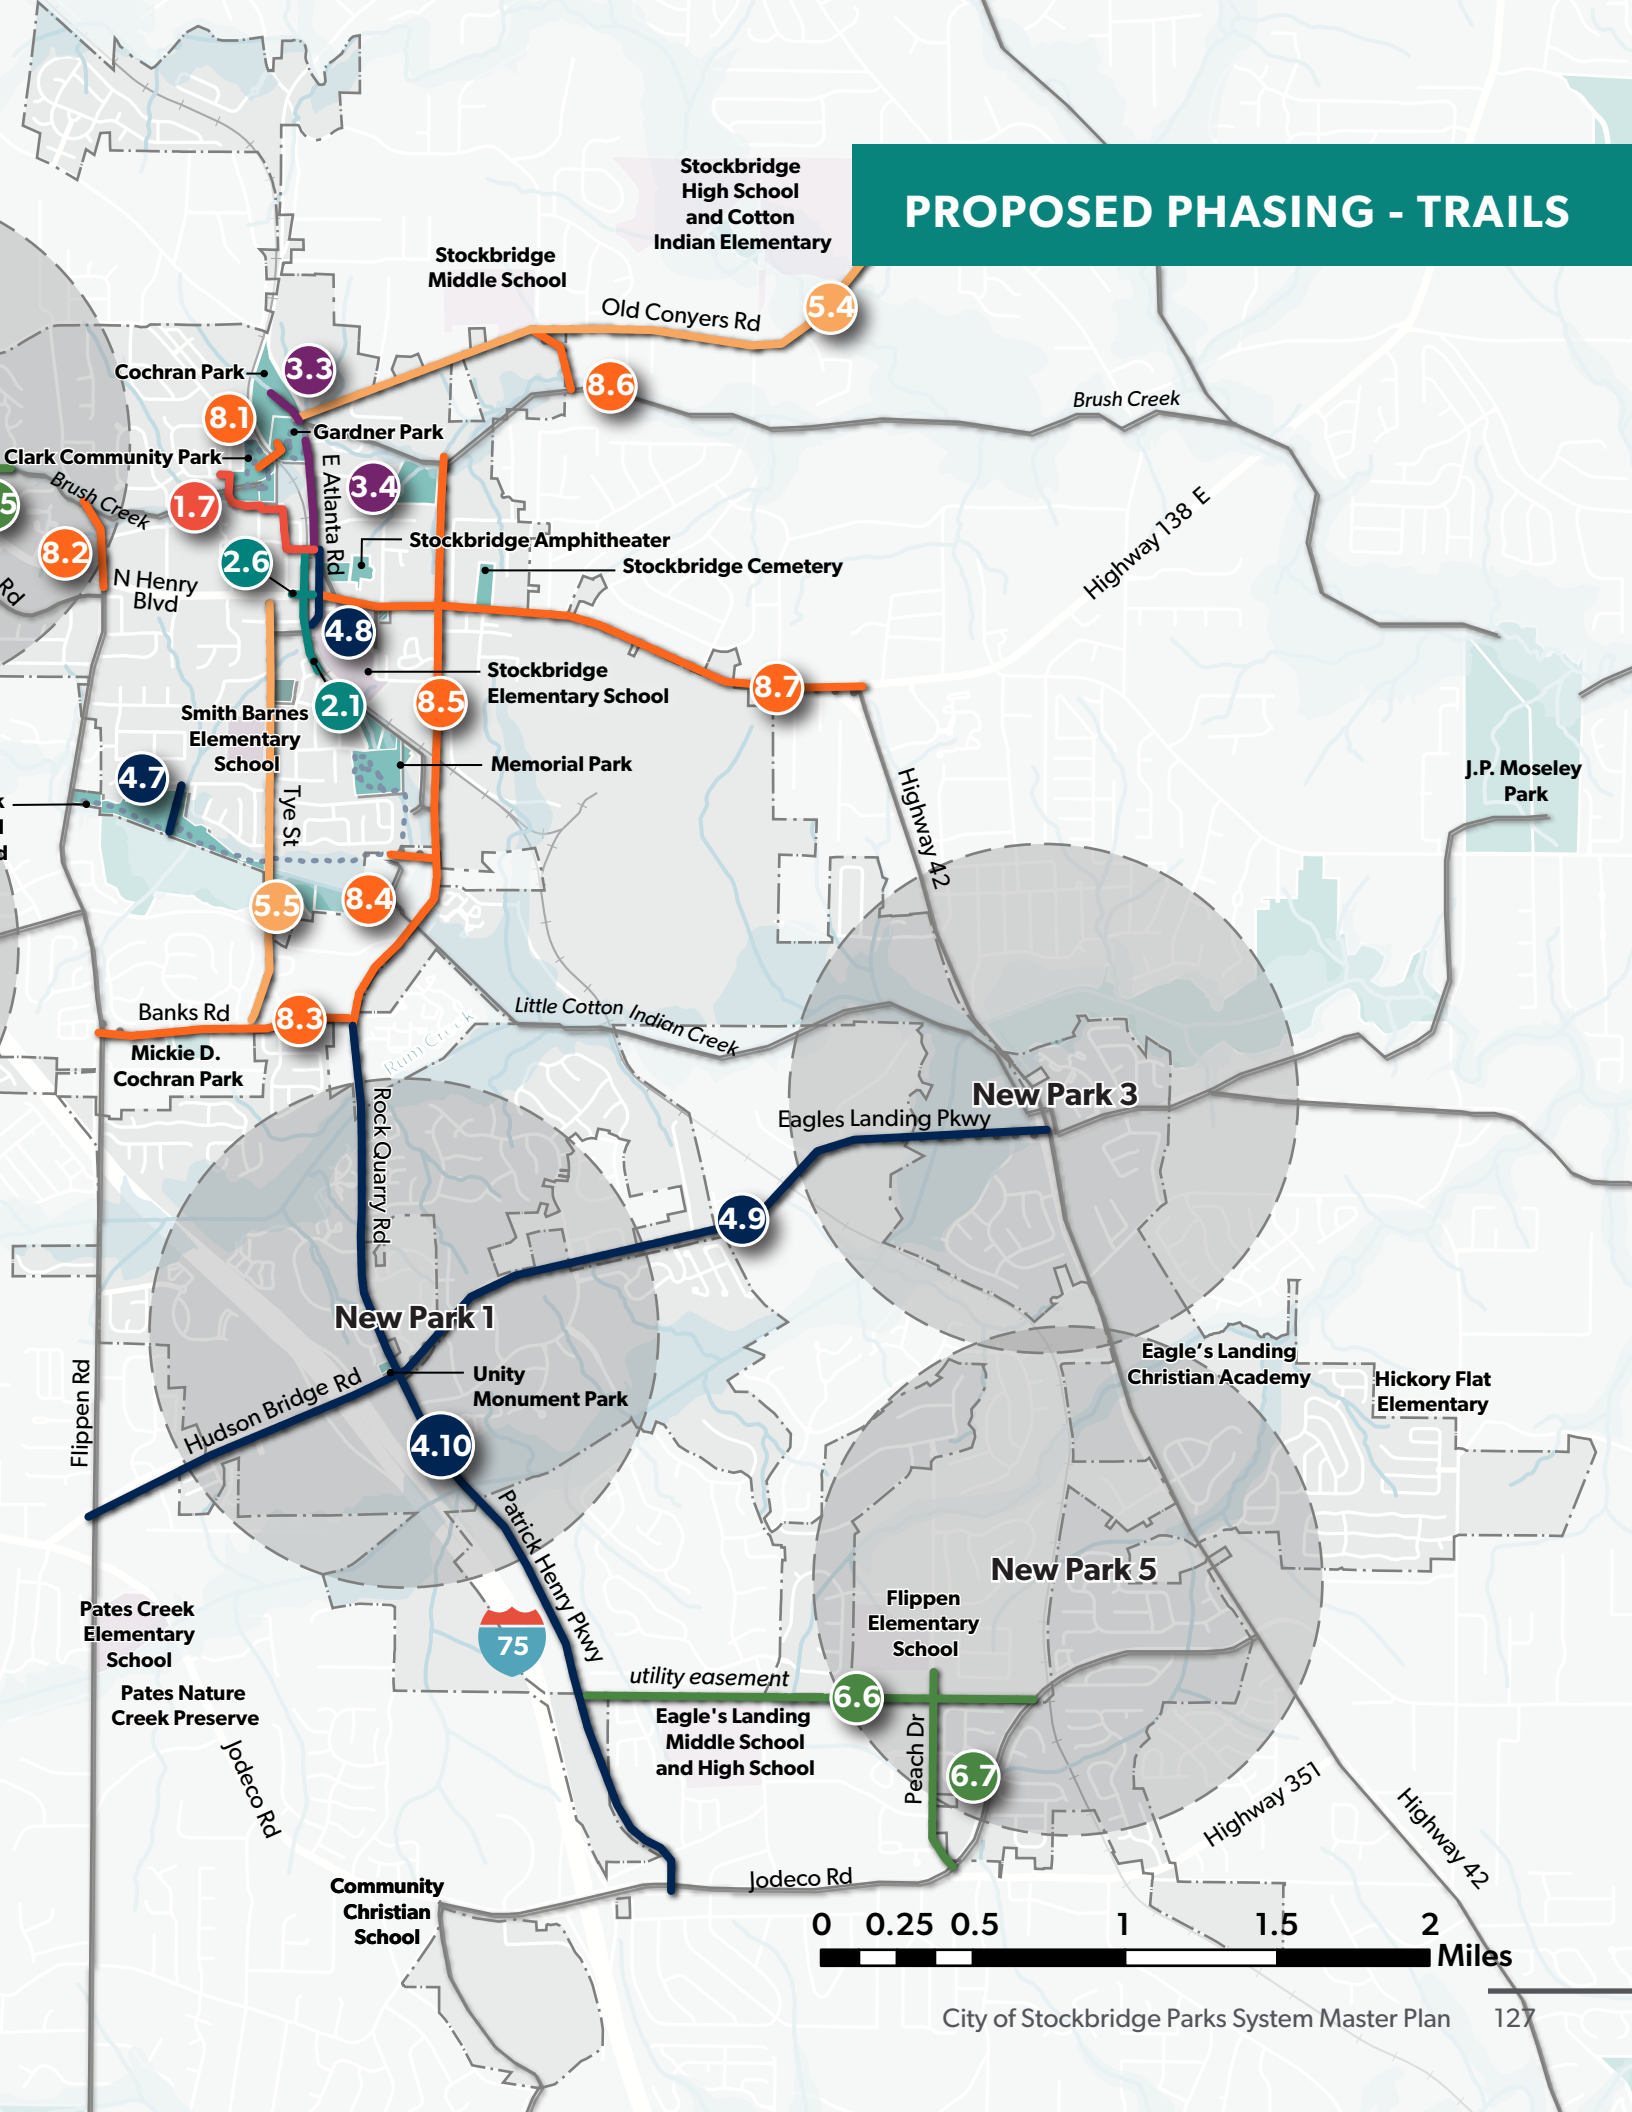 PROPOSED PHASING - TRAILS
Stockbridge
High School
and Cotton
Indian Elementary
Stockbridge
Middle School
Old Conyers Rd
5.4
Cochran Park
3.3
8.6
8.1
Brush Creek
Gardner Park
Clark Community Park
E Atlanta Rd
3.4
Brush Creek
5
1.7
Highway 138 E
8.2
2.6
Stockbridge Amphitheater
Stockbridge Cemetery
Rd
N Henry
Blvd
4.8
Stockbridge
Elementary School
8.7
2.1
8.5
Smith Barnes
Elementary
School
Memorial Park
4.7
J.P. Moseley
Park
k
d
Tye St
Highway 42
5.5
8.4
Banks Rd
8.3
Little Cotton Indian Creek
Rum Creek
Mickie D.
Cochran Park
Rock Quarry Rd
New Park 3
Eagles Landing Pkwy
4.9
New Park 1
Eagle's Landing
Christian Academy
Hickory Flat
Elementary
Unity
Monument Park
Hudson Bridge Rd
Flippen Rd
4.10
Patrick Henry Pkwy
New Park 5
Flippen
Elementary
School
Pates Creek
Elementary
School
75
utility easement
6.6
Pates Nature
Creek Preserve
Eagle's Landing
Middle School
and High School
Peach Dr
6.7
Jodeco Rd
Highway 351
Highway 42
Jodeco Rd
Community
Christian
School
0 0.25 0.5 1 1.5 2
Miles
City of Stockbridge Parks System Master Plan 127